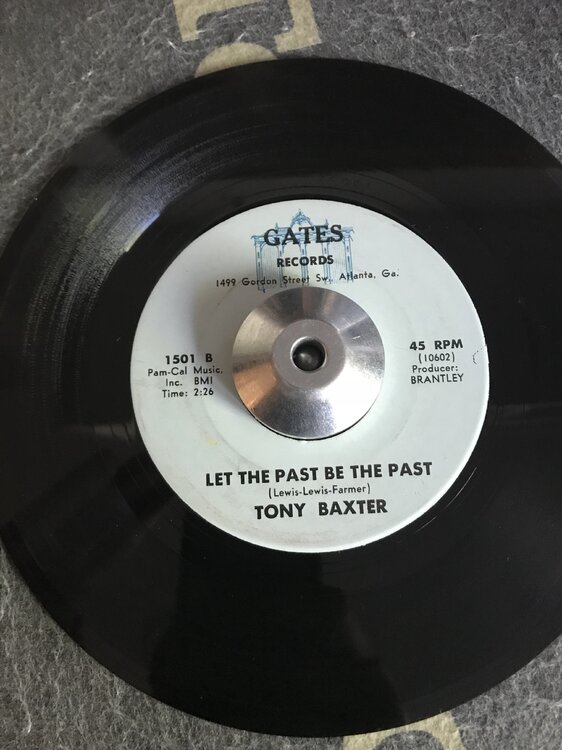 GATES
RECORDS
1499 Gordon Street Sw., Atlanta, Ga.
1501 B
Pam-Cal Music,
Inc. BMI
Time: 2:26
45 RPM
(10602)
Producer:
BRANTLEY
LET THE PAST BE THE PAST
(Lewis-Lewis-Farmer)
TONY BAXTER